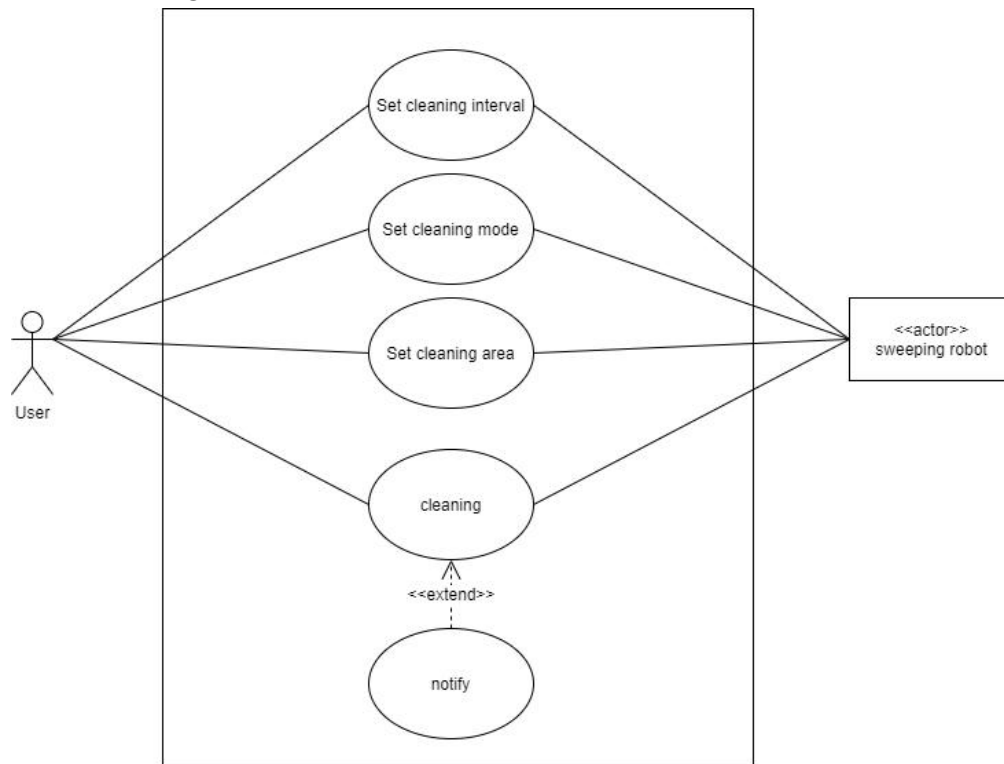 Set cleaning interval
Set cleaning mode
Set cleaning area
<<actor>>
sweeping robot
User
cleaning
<<extend>>
notify